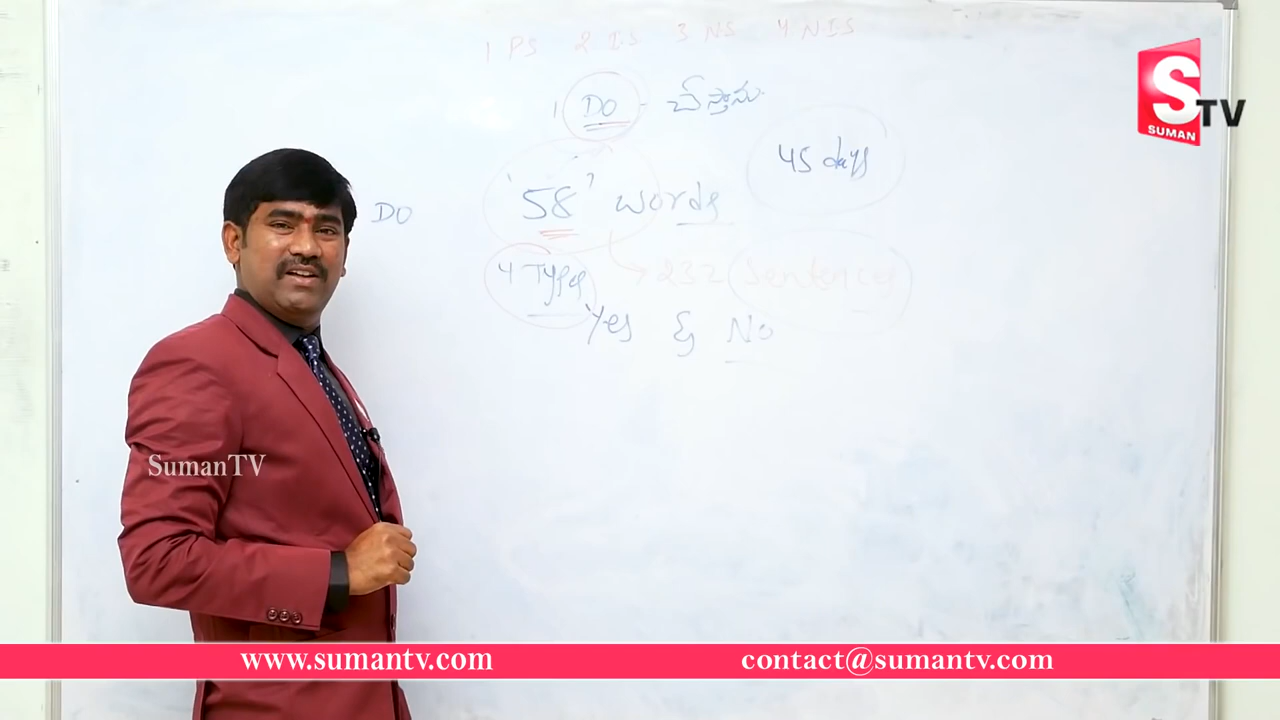 1 PS 2 IS 3 NS 4 NIS
1 DO - చేస్తాను.
45 days
'58' words
DO
4 Types
232 Sentences
Yes & No
S TV
SUMAN
SumanTV
www.sumantv.com
contact@sumantv.com